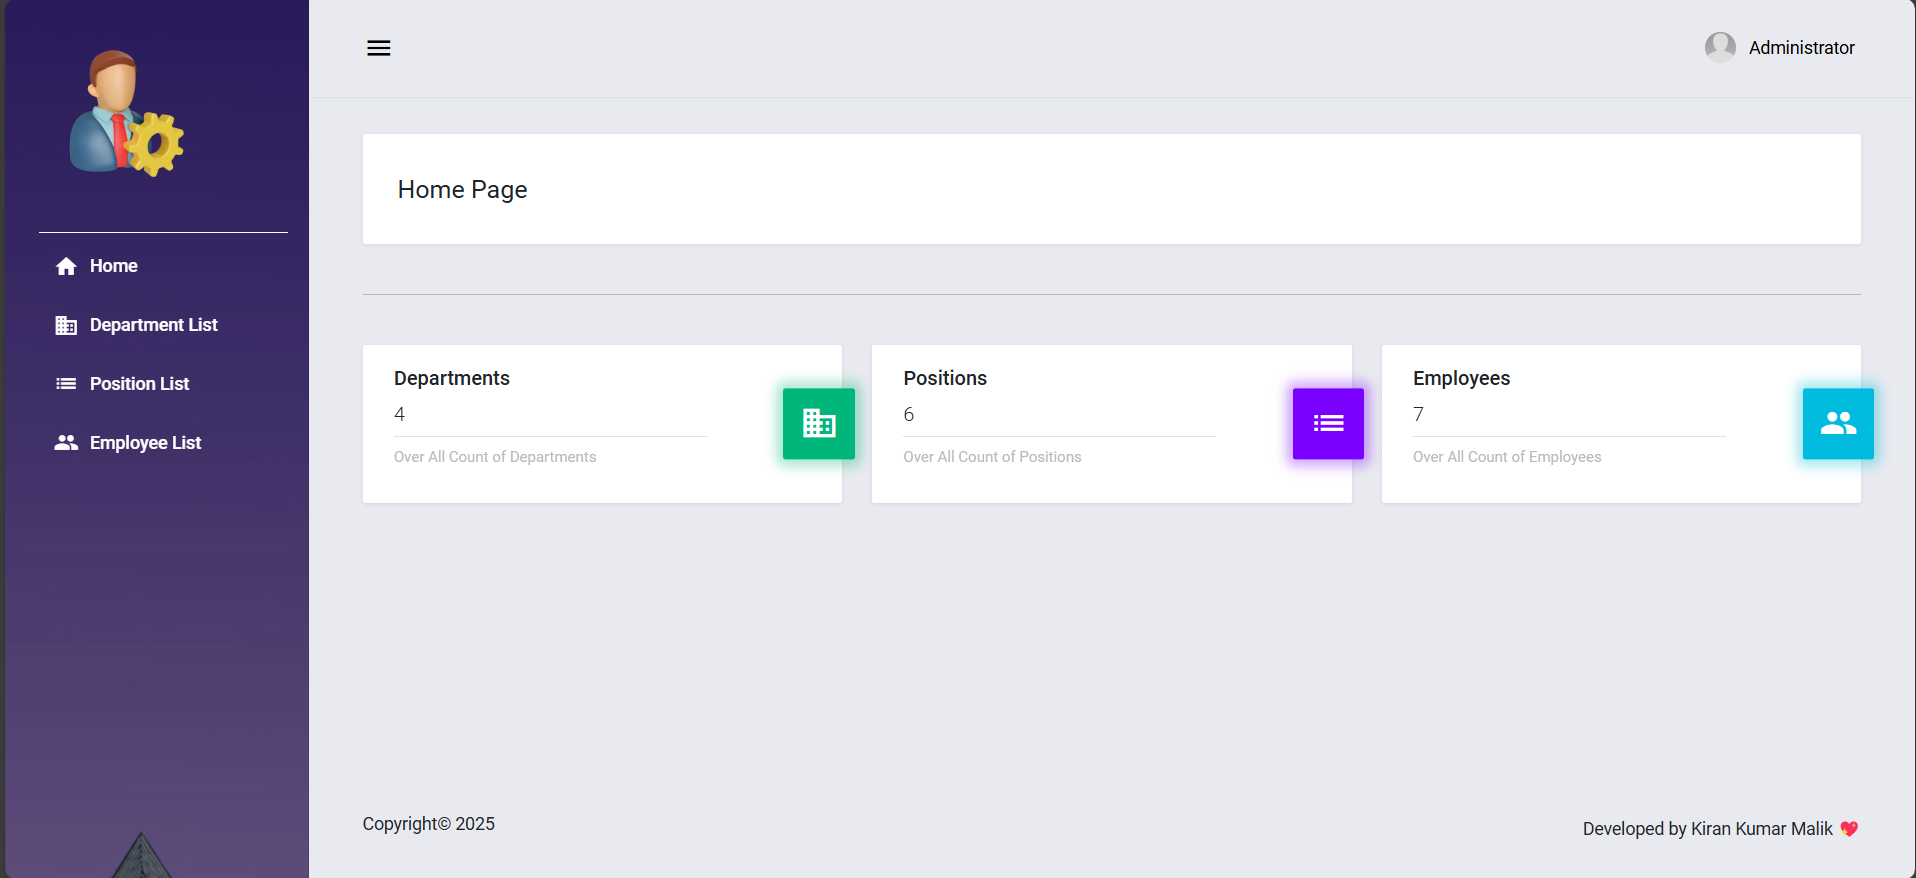 Administrator
Home Page
Home
Department List
Position List
Employee List
Departments
4
Over All Count of Departments
Positions
6
Over All Count of Positions
Employees
7
Over All Count of Employees
Copyright© 2025
Developed by Kiran Kumar Malik 💖